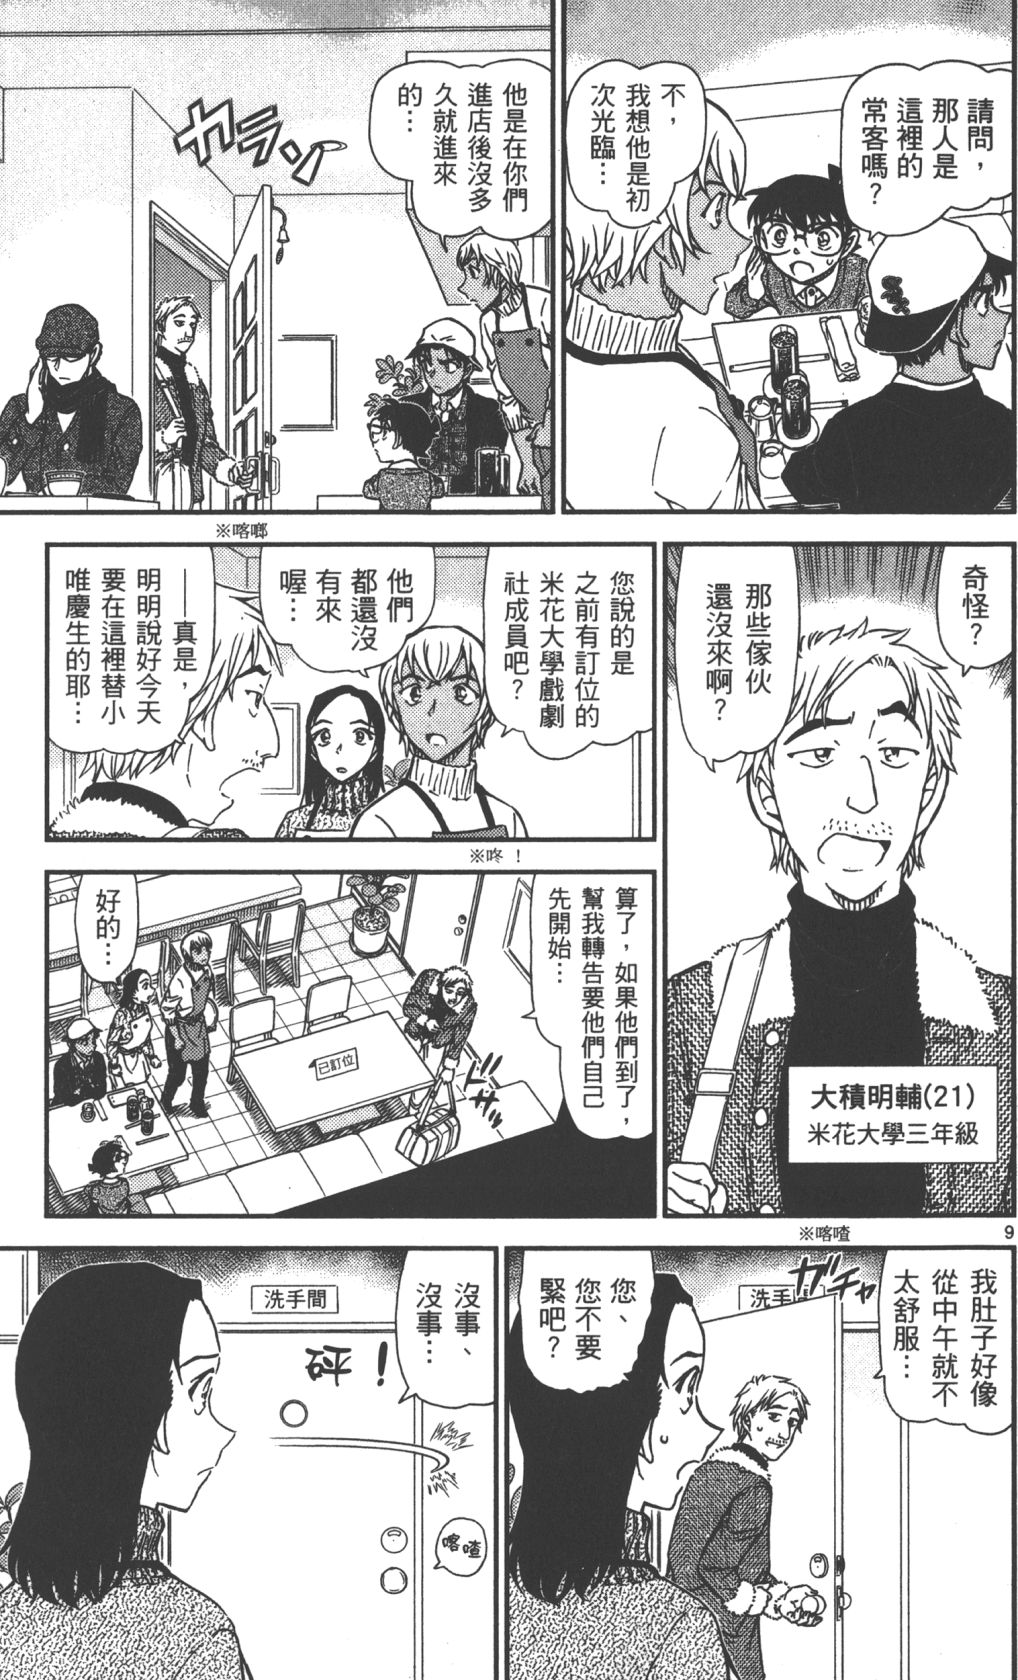 請問，
那人是
這裡的
常客嗎？
不，
我想他是初
次光臨…
他是在你們
進店後沒多
久就進來
的…
カラン
※喀啷
奇怪？
那些傢伙
還沒來啊？
大積明輔(21)
米花大學三年級
您說的是
之前有訂位的
米花大學戲劇
社成員吧？
他們
都還沒
有來
喔…
──真是，
明明說好今天
要在這裡替小
唯慶生的耶…
※咚！
算了，如果他們到了，
幫我轉告要他們自己
先開始…
ドサッ
已訂位
好的…
9
※喀喳
我肚子好像
從中午就不
太舒服…
ガチャ
洗手
您、
您不要
緊吧？
沒事、
沒事…
洗手間
砰！
喀喳